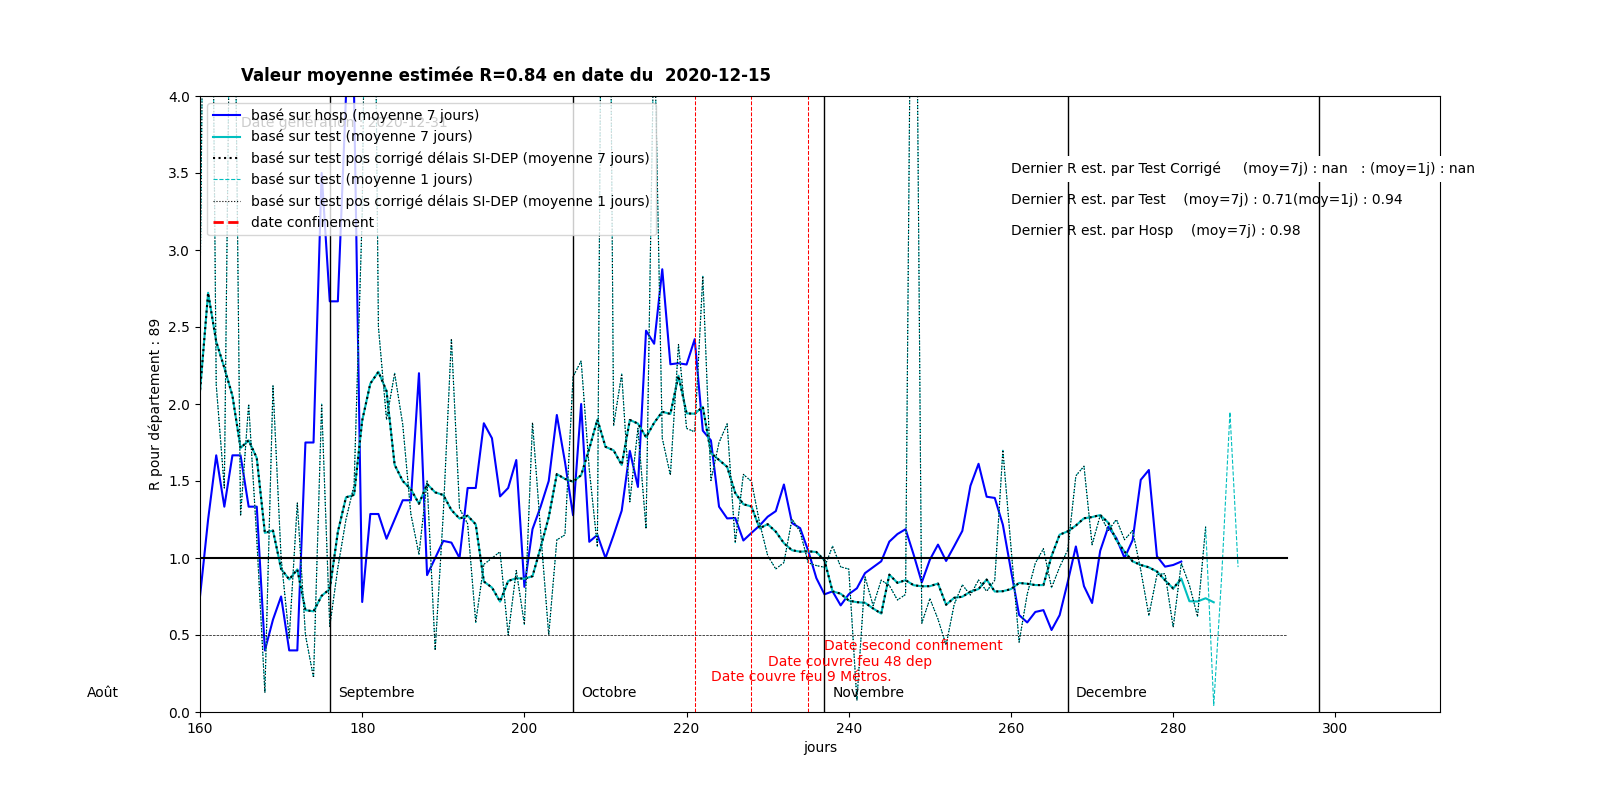 Valeur moyenne estimée R=0.84 en date du  2020-12-15
Date génération : 2020-12-31
basé sur hosp (moyenne 7 jours)
basé sur test (moyenne 7 jours)
basé sur test pos corrigé délais SI-DEP (moyenne 7 jours)
basé sur test (moyenne 1 jours)
basé sur test pos corrigé délais SI-DEP (moyenne 1 jours)
date confinement
Dernier R est. par Test Corrigé (moy=7j) : nan : (moy=1j) : nan
Dernier R est. par Test (moy=7j) : 0.71(moy=1j) : 0.94
Dernier R est. par Hosp (moy=7j) : 0.98
4.0
3.5
3.0
2.5
2.0
1.5
1.0
0.5
0.0
R pour département : 89
Date second confinement
Date couvre feu 48 dep
Date couvre feu 9 Métros.
Août
Septembre
Octobre
Novembre
Decembre
160 180 200 220 240 260 280 300
jours